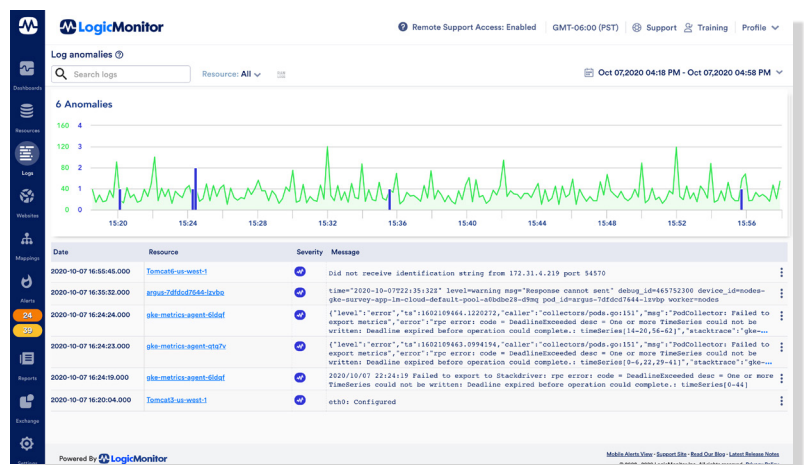 LogicMonitor
Remote Support Access: Enabled GMT-06:00 (PST) Support Training Profile
Log anomalies
Search logs Resource: All Oct 07,2020 04:18 PM - Oct 07,2020 04:58 PM
Dashboards
Resources
Logs
Websites
Mappings
Alerts
24
39
Reports
Exchange
Settings
6 Anomalies
160 4
120 3
80 2
40 1
0 0
15:20 15:24 15:28 15:32 15:36 15:40 15:44 15:48 15:52 15:56
Date Resource Severity Message
2020-10-07 16:55:45.000 Tomcat6-us-west-1 Did not receive identification string from 172.31.4.219 port 54570
2020-10-07 16:35:32.000 argus-7dfdcd7644-lzvbp time="2020-10-07T22:35:32Z" level=warning msg="Response cannot sent" debug_id=465752300 device_id=nodes-
gke-survey-app-lm-cloud-default-pool-a0bdbe28-d9mq pod_id=argus-7dfdcd7644-lzvbp worker=nodes
2020-10-07 16:24:24.000 gke-metrics-agent-6ldqf {"level":"error","ts":1602109464.1220272,"caller":"collectors/pods.go:151","msg":"PodCollector: Failed to
export metrics","error":"rpc error: code = DeadlineExceeded desc = One or more TimeSeries could not be
written: Deadline expired before operation could complete.: timeSeries[14-20,56-62]","stacktrace":"gke-...
2020-10-07 16:24:23.000 gke-metrics-agent-qtq7v {"level":"error","ts":1602109463.0994194,"caller":"collectors/pods.go:151","msg":"PodCollector: Failed to
export metrics","error":"rpc error: code = DeadlineExceeded desc = One or more TimeSeries could not be
written: Deadline expired before operation could complete.: timeSeries[0-6,22,29-41]","stacktrace":"gke-...
2020-10-07 16:24:19.000 gke-metrics-agent-6ldqf 2020/10/07 22:24:19 Failed to export to Stackdriver: rpc error: code = DeadlineExceeded desc = One or more
TimeSeries could not be written: Deadline expired before operation could complete.: timeSeries[0-44]
2020-10-07 16:20:04.000 Tomcat3-us-west-1 eth0: Configured
Powered By LogicMonitor
Mobile Alerts View - Support Site - Read Our Blog - Latest Release Notes